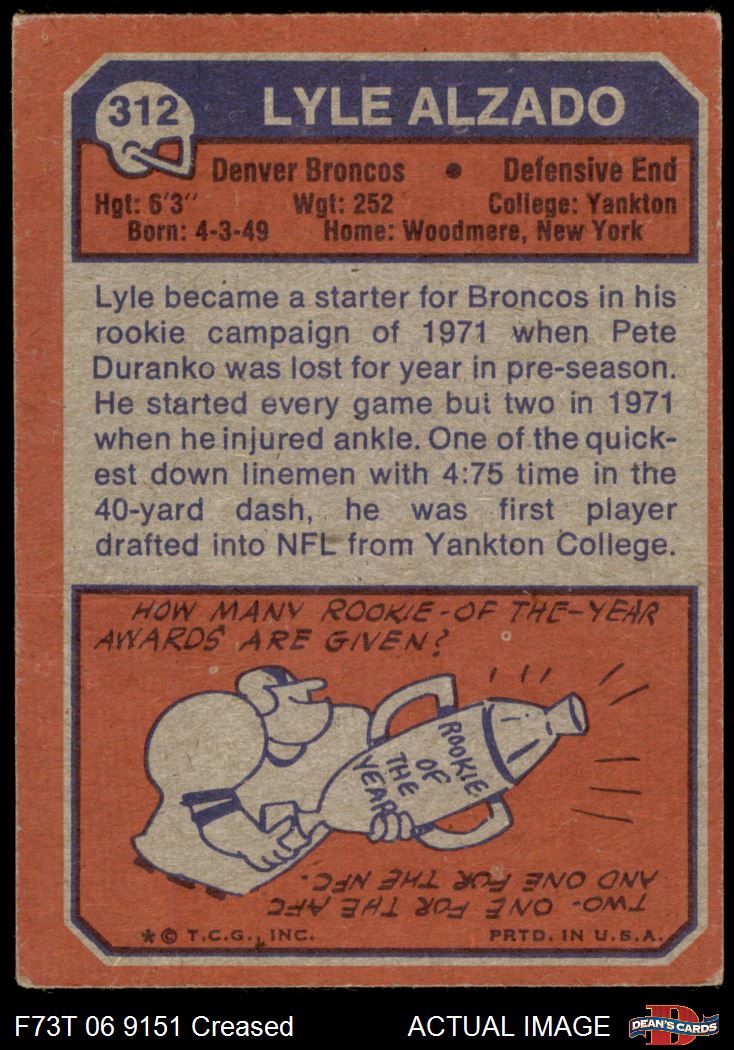 312
LYLE ALZADO
Denver Broncos • Defensive End
Hgt: 6'3" Wgt: 252 College: Yankton
Born: 4-3-49 Home: Woodmere, New York
Lyle became a starter for Broncos in his
rookie campaign of 1971 when Pete
Duranko was lost for year in pre-season.
He started every game but two in 1971
when he injured ankle. One of the quick-
est down linemen with 4:75 time in the
40-yard dash, he was first player
drafted into NFL from Yankton College.
HOW MANY ROOKIE-OF THE-YEAR
AWARDS ARE GIVEN?
ROOKIE
OF
THE
YEAR
TWO- ONE FOR THE AFC
AND ONE FOR THE NFC.
* © T.C.G., INC. PRTD. IN U.S.A.
F73T 06 9151 Creased ACTUAL IMAGE
DEAN'S CARDS